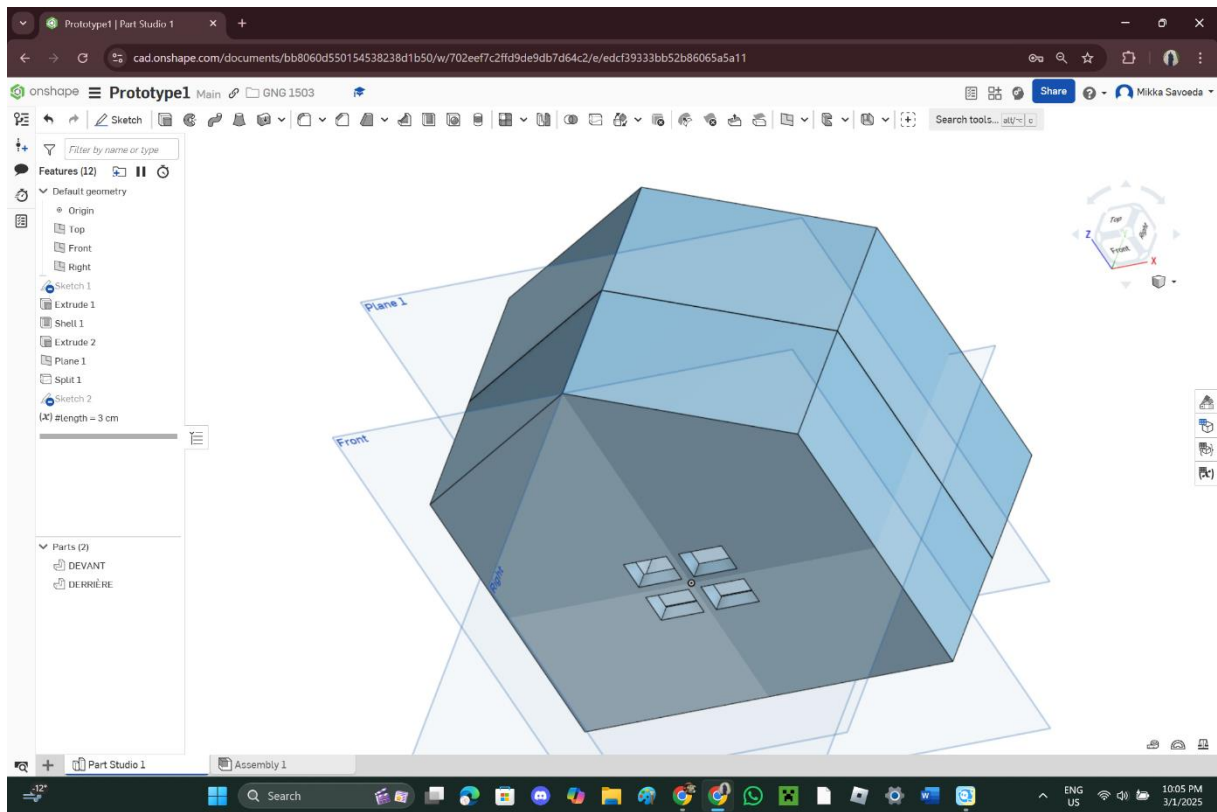 Prototype1 | Part Studio 1
cad.onshape.com/documents/bb8060d550154538238d1b50/w/702eef7c2ffd9de9db7d64c2/e/edcf39333bb52b86065a5a11
onshape Prototype1 Main GNG 1503 Share Mikka Savoeda
Sketch Search tools... alt/⌥ c
Filter by name or type
Features (12)
Default geometry
Origin
Top
Front
Right
Sketch 1
Extrude 1
Shell 1
Extrude 2
Plane 1
Split 1
Sketch 2
(x) #length = 3 cm
Parts (2)
DEVANT
DERRIÈRE
Plane 1
Front
Right
Top
Right
Front
Z
X
(x)
Part Studio 1 Assembly 1
-12°
Search
ENG
US
10:05 PM
3/1/2025